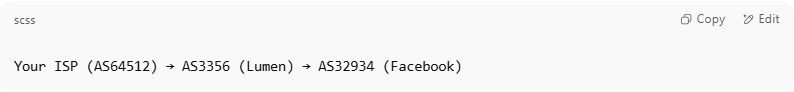 scss
Copy
Edit
Your ISP (AS64512) → AS3356 (Lumen) → AS32934 (Facebook)